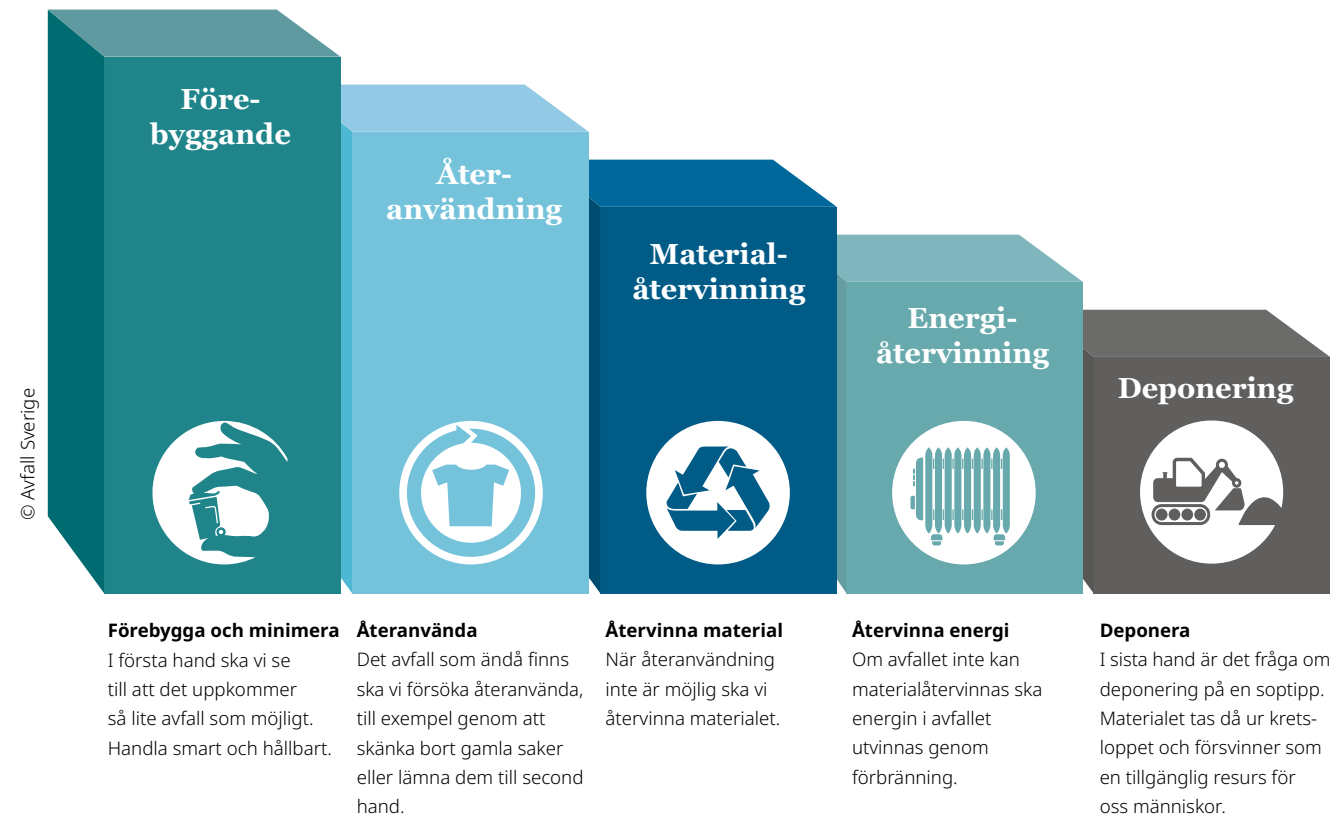 Före-
byggande
Åter-
användning
Material-
återvinning
Energi-
återvinning
Deponering
© Avfall Sverige
Förebygga och minimera
I första hand ska vi se
till att det uppkommer
så lite avfall som möjligt.
Handla smart och hållbart.
Återanvända
Det avfall som ändå finns
ska vi försöka återanvända,
till exempel genom att
skänka bort gamla saker
eller lämna dem till second
hand.
Återvinna material
När återanvändning
inte är möjlig ska vi
återvinna materialet.
Återvinna energi
Om avfallet inte kan
materialåtervinnas ska
energin i avfallet
utvinnas genom
förbränning.
Deponera
I sista hand är det fråga om
deponering på en soptipp.
Materialet tas då ur krets-
loppet och försvinner som
en tillgänglig resurs för
oss människor.